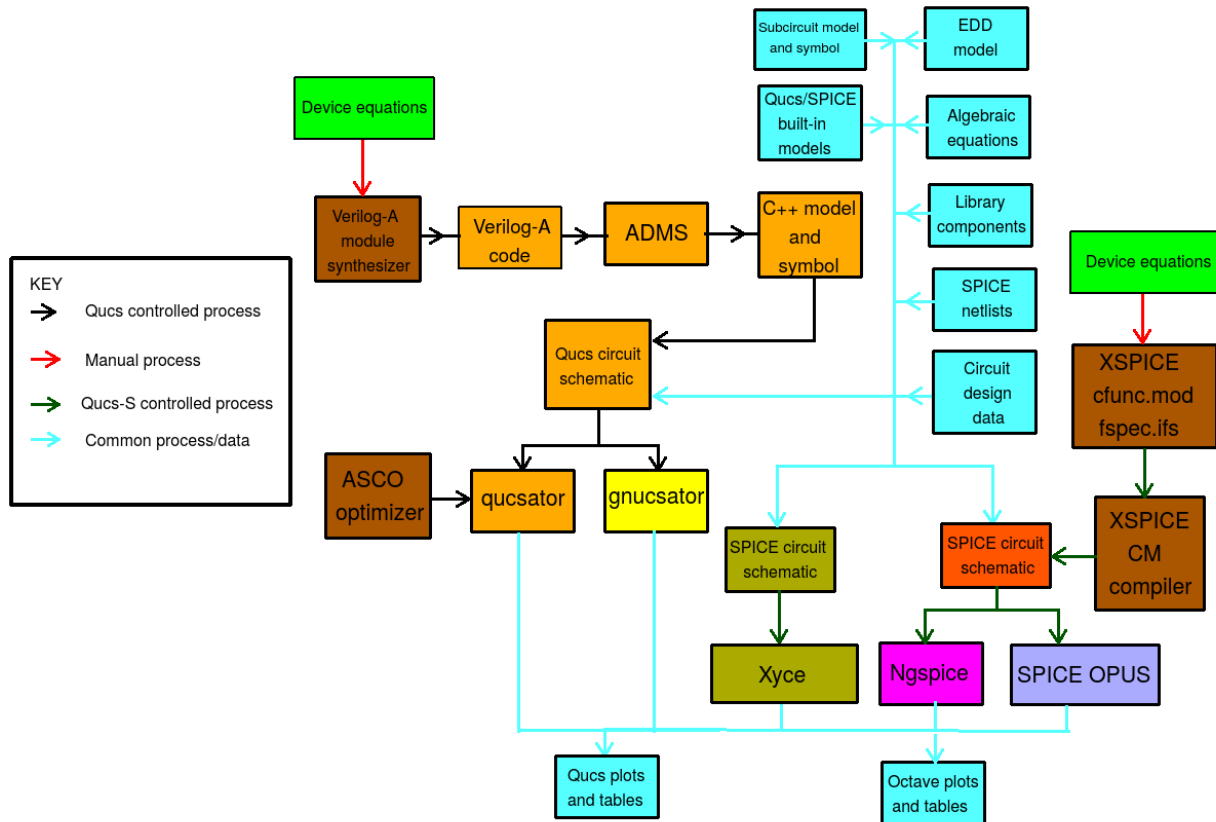 Subcircuit model
and symbol
EDD
model
Device equations
Qucs/SPICE
built-in
models
Algebraic
equations
Verilog-A
module
synthesizer
Verilog-A
code
ADMS
C++ model
and
symbol
Library
components
Device equations
KEY
Qucs controlled process
Manual process
Qucs-S controlled process
Common process/data
SPICE
netlists
Qucs circuit
schematic
Circuit
design
data
XSPICE
cfunc.mod
fspec.ifs
ASCO
optimizer
qucsator
gnucsator
SPICE circuit
schematic
SPICE circuit
schematic
XSPICE
CM
compiler
Xyce
Ngspice
SPICE OPUS
Qucs plots
and tables
Octave plots
and tables